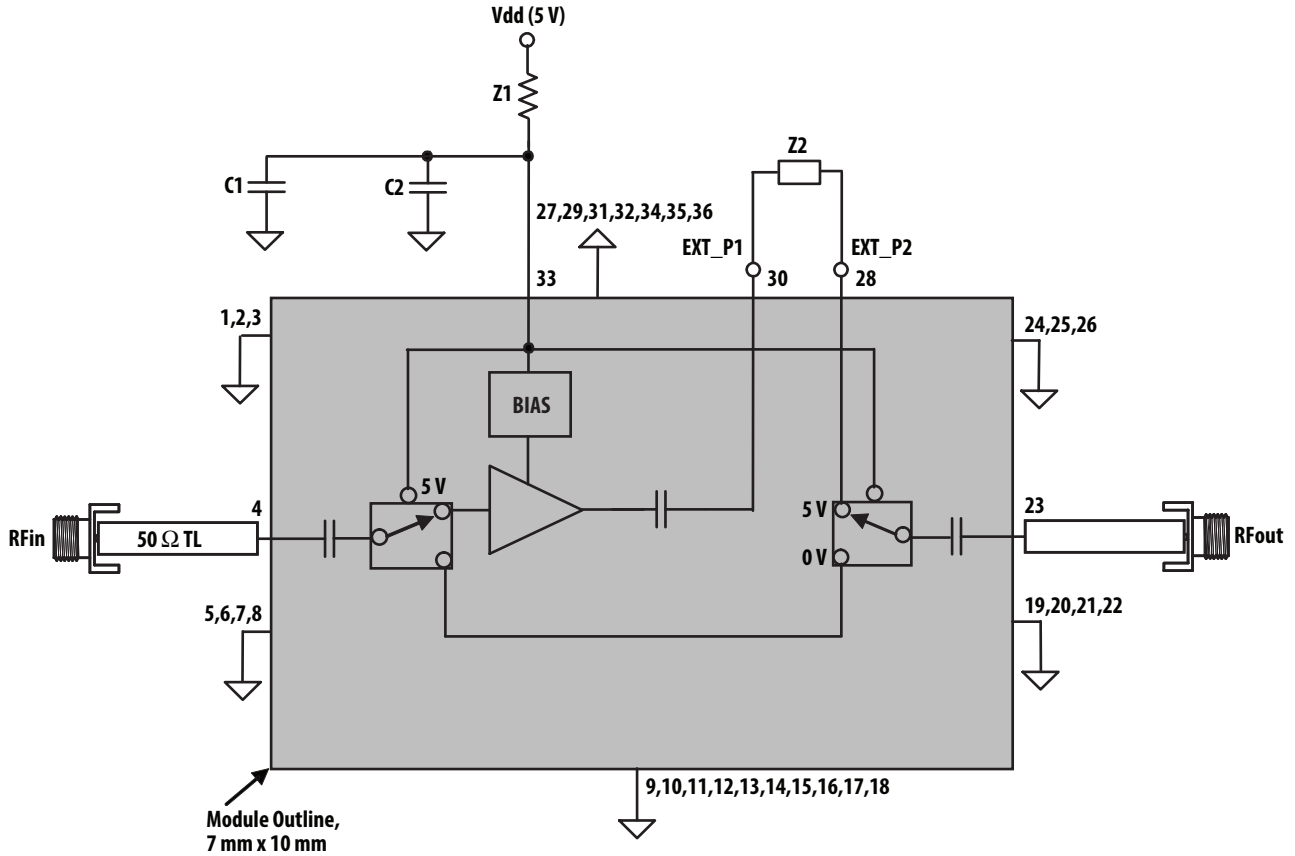 Vdd (5 V)
Z1
Z2
C1
C2
27,29,31,32,34,35,36
EXT_P1
EXT_P2
33
30
28
1,2,3
24,25,26
BIAS
5 V
4
5 V
23
RFin
50 Ω TL
RFout
0 V
5,6,7,8
19,20,21,22
9,10,11,12,13,14,15,16,17,18
Module Outline,
7 mm x 10 mm